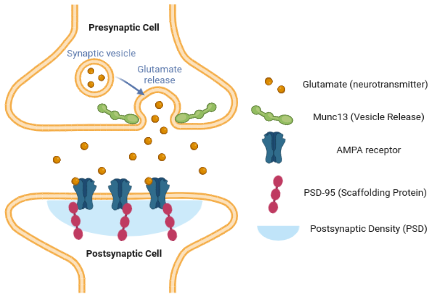 Presynaptic Cell
Synaptic vesicle
Glutamate
release
Glutamate (neurotransmitter)
Munc13 (Vesicle Release)
AMPA receptor
PSD-95 (Scaffolding Protein)
Postsynaptic Density (PSD)
Postsynaptic Cell